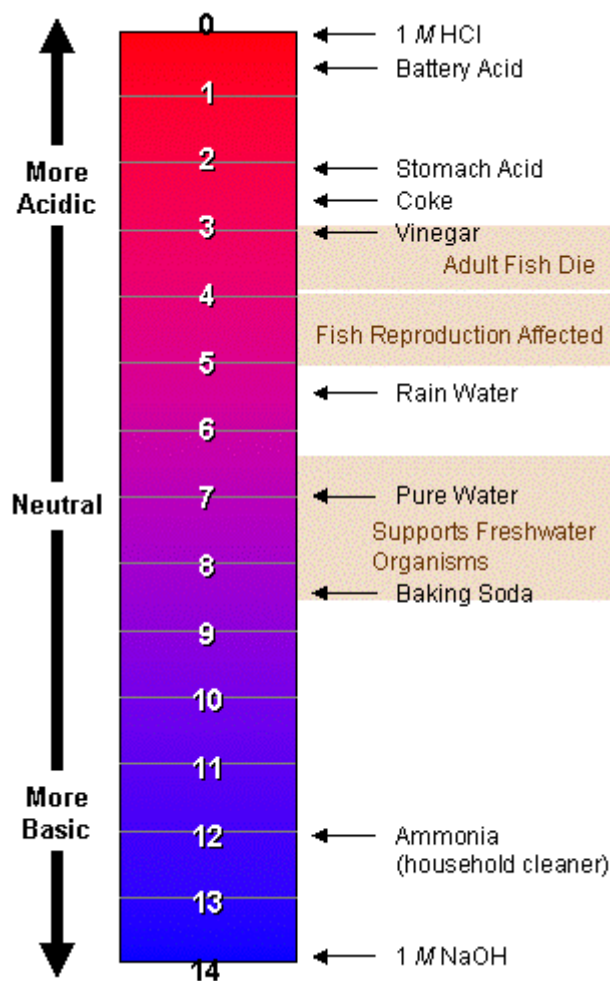 0
1 M HCl
Battery Acid
1
2
More
Acidic
Stomach Acid
Coke
3
Vinegar
Adult Fish Die
4
Fish Reproduction Affected
5
Rain Water
6
Neutral
7
Pure Water
Supports Freshwater
Organisms
8
Baking Soda
9
10
11
More
Basic
12
Ammonia
(household cleaner)
13
14
1 M NaOH